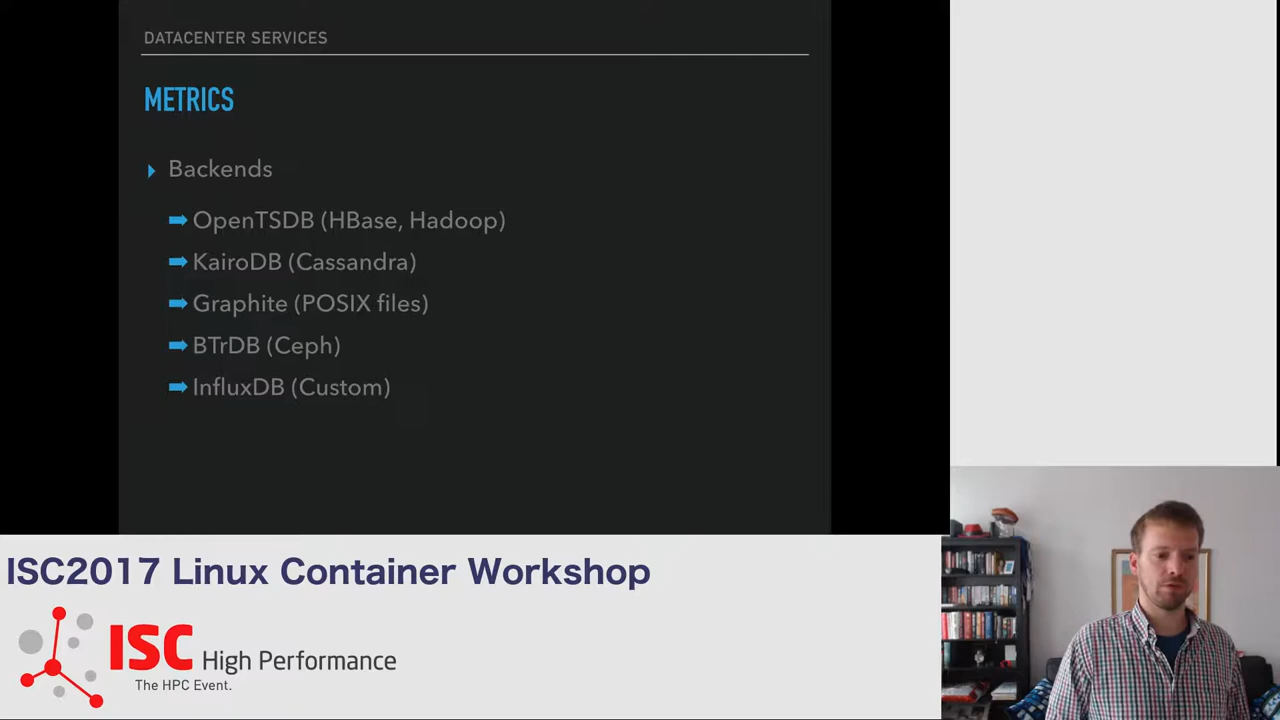 DATACENTER SERVICES
METRICS
Backends
OpenTSDB (HBase, Hadoop)
KairoDB (Cassandra)
Graphite (POSIX files)
BTrDB (Ceph)
InfluxDB (Custom)
ISC2017 Linux Container Workshop
ISC High Performance
The HPC Event.